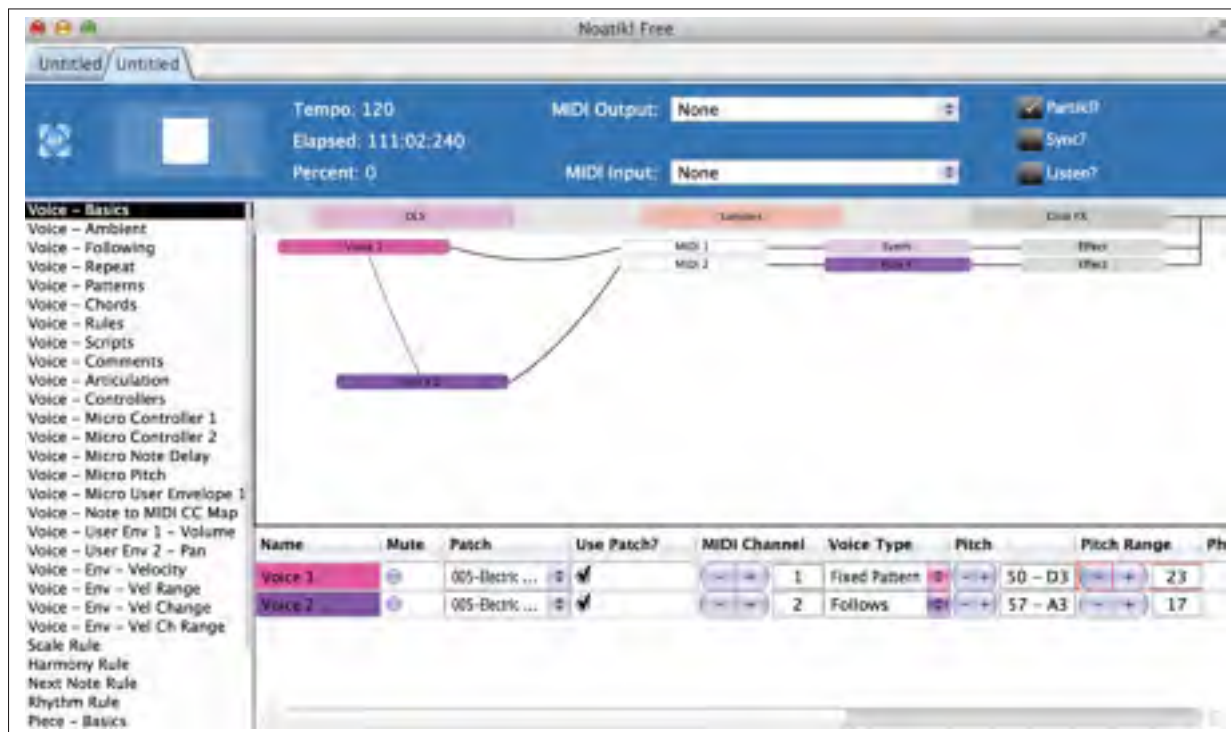 Noatikl Free
Untitled Untitled
Tempo: 120 MIDI Output: None Partikl?
Elapsed: 111:02:240 Sync?
Percent: 0 MIDI Input: None Listen?
Voice – Basics
Voice – Ambient
Voice – Following
Voice – Repeat
Voice – Patterns
Voice – Chords
Voice – Rules
Voice – Scripts
Voice – Comments
Voice – Articulation
Voice – Controllers
Voice – Micro Controller 1
Voice – Micro Controller 2
Voice – Micro Note Delay
Voice – Micro Pitch
Voice – Micro User Envelope 1
Voice – Note to MIDI CC Map
Voice – User Env 1 – Volume
Voice – User Env 2 – Pan
Voice – Env – Velocity
Voice – Env – Vel Range
Voice – Env – Vel Change
Voice – Env – Vel Ch Range
Scale Rule
Harmony Rule
Next Note Rule
Rhythm Rule
Piece – Basics
DLS
MIDI 1 Effect
MIDI 2 Effect
Name Mute Patch Use Patch? MIDI Channel Voice Type Pitch Pitch Range Ph
Voice 1 005-Electric ... – + 1 Fixed Pattern – + 50 – D3 – + 23
Voice 2 005-Electric ... – + 2 Follows – + 57 – A3 – + 17